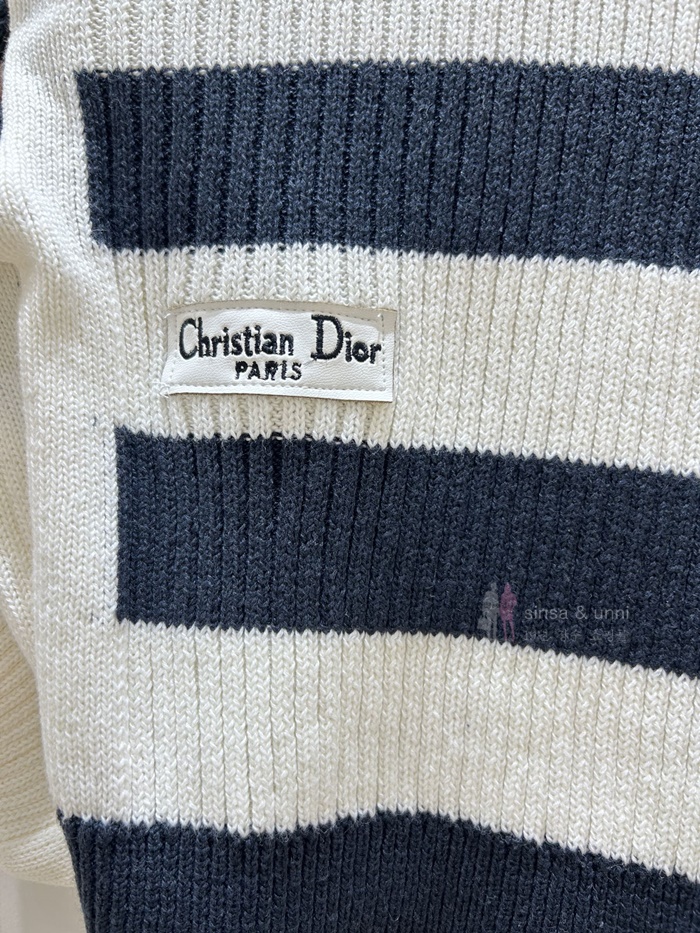 Christian Dior
PARIS
sinsa & unni